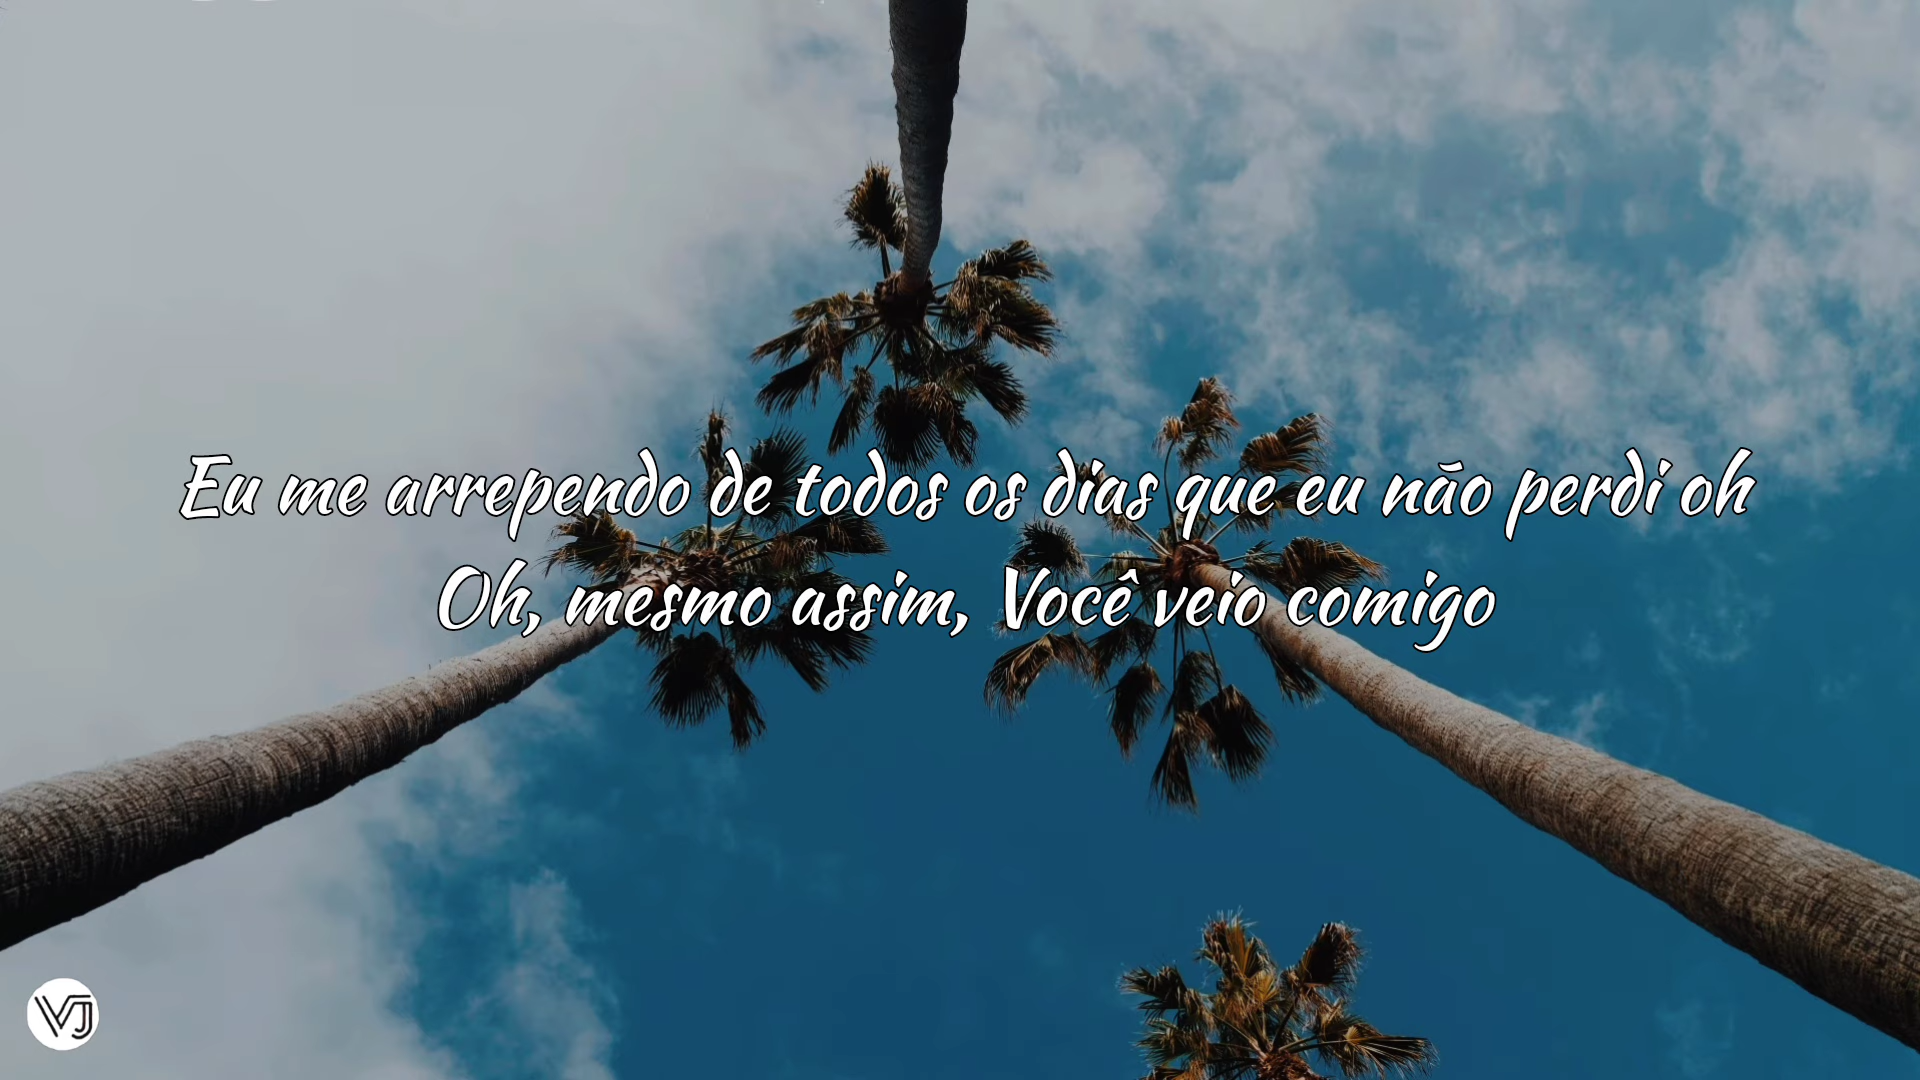 Eu me arrependo de todos os dias que eu não perdi oh
Oh, mesmo assim, Você veio comigo
VJ